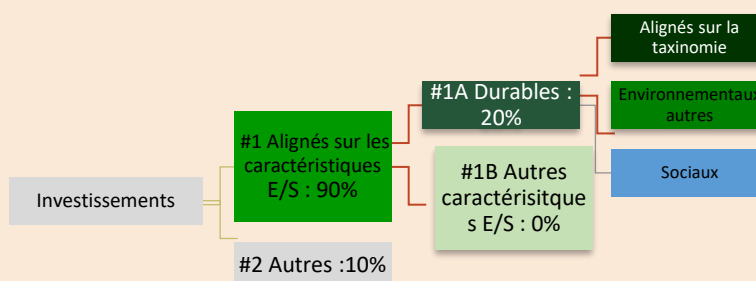 Investissements
#1 Alignés sur les
caractéristiques
E/S : 90%
#2 Autres :10%
#1A Durables :
20%
#1B Autres
caractérisitque
s E/S : 0%
Alignés sur la
taxinomie
Environnementaux
autres
Sociaux